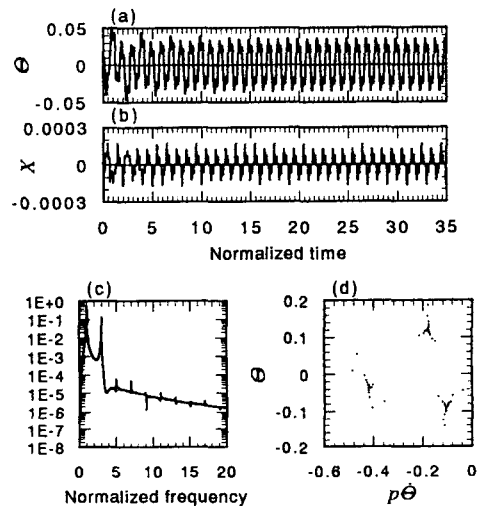 (a)
0.05
Θ 0
-0.05
(b)
0.0003
X 0
-0.0003
0 5 10 15 20 25 30 35
Normalized time
(c)
1E+0
1E-1
1E-2
1E-3
1E-4
1E-5
1E-6
1E-7
1E-8
0 5 10 15 20
Normalized frequency
(d)
0.2
0.1
Θ 0
-0.1
-0.2
-0.6 -0.4 -0.2 0
pΘ̇